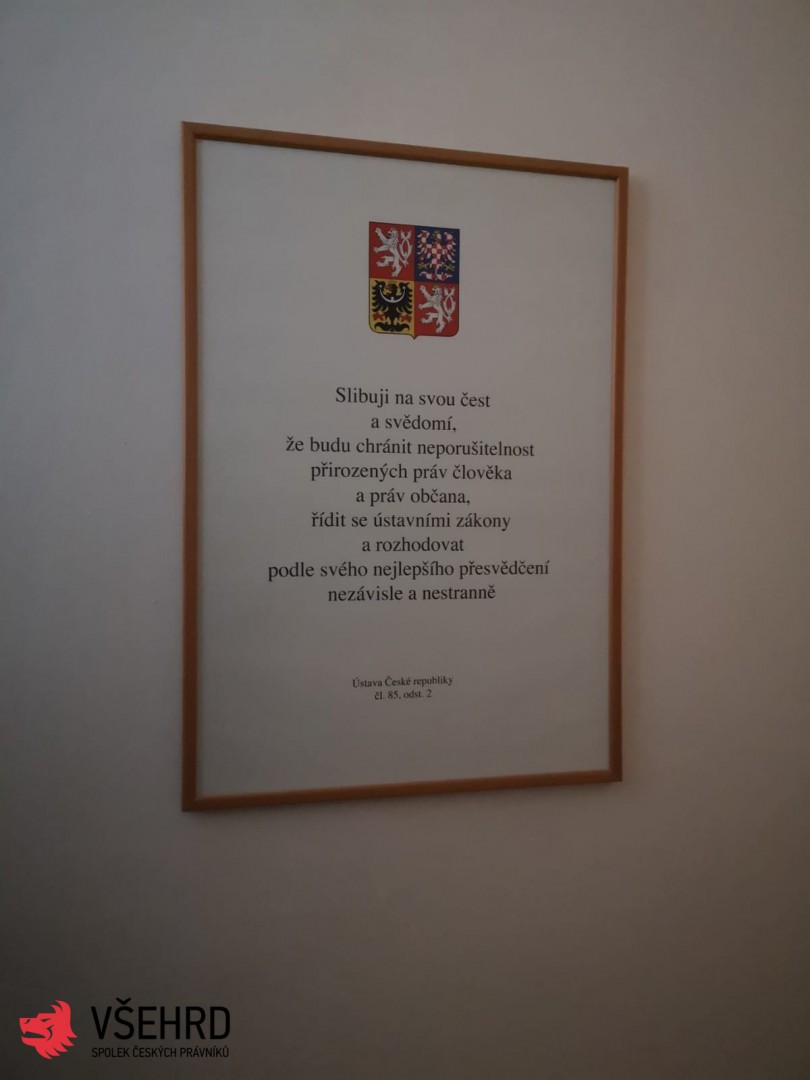 Slibuji na svou čest
a svědomí,
že budu chránit neporušitelnost
přirozených práv člověka
a práv občana,
řídit se ústavními zákony
a rozhodovat
podle svého nejlepšího přesvědčení
nezávisle a nestranně
Ústava České republiky
čl. 85, odst. 2
VŠEHRD
SPOLEK ČESKÝCH PRÁVNÍKŮ